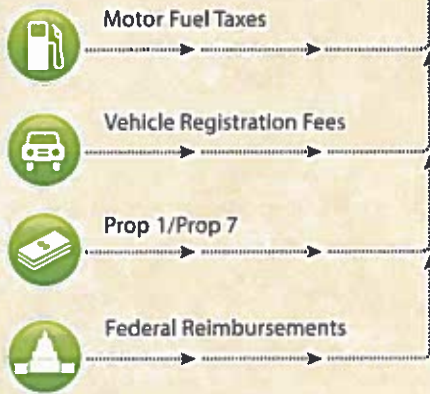 Motor Fuel Taxes
Vehicle Registration Fees
Prop 1/Prop 7
Federal Reimbursements